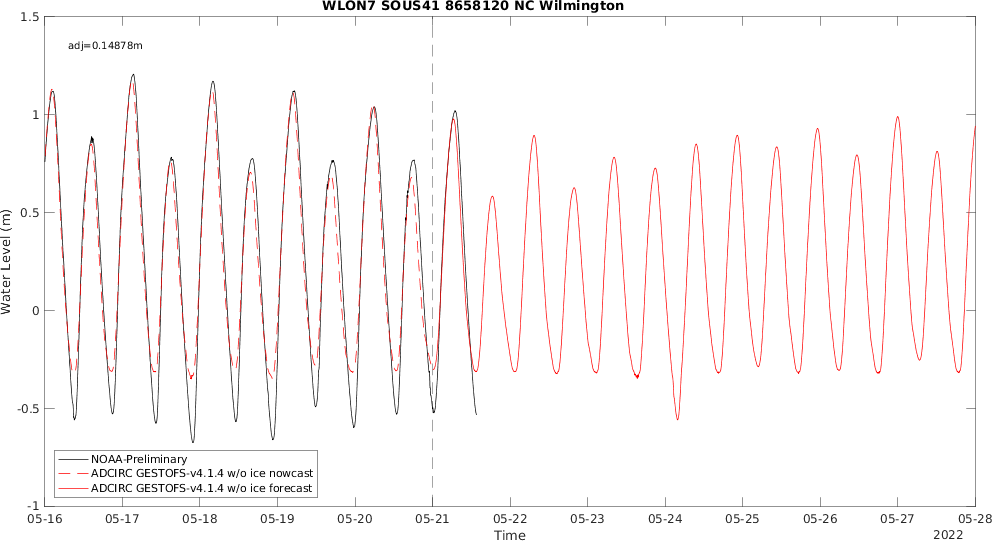 WLON7 SOUS41 8658120 NC Wilmington
1.5
adj=0.14878m
1
0.5
Water Level (m)
0
-0.5
NOAA-Preliminary
ADCIRC GESTOFS-v4.1.4 w/o ice nowcast
ADCIRC GESTOFS-v4.1.4 w/o ice forecast
-1
05-16 05-17 05-18 05-19 05-20 05-21 05-22 05-23 05-24 05-25 05-26 05-27 05-28
Time 2022